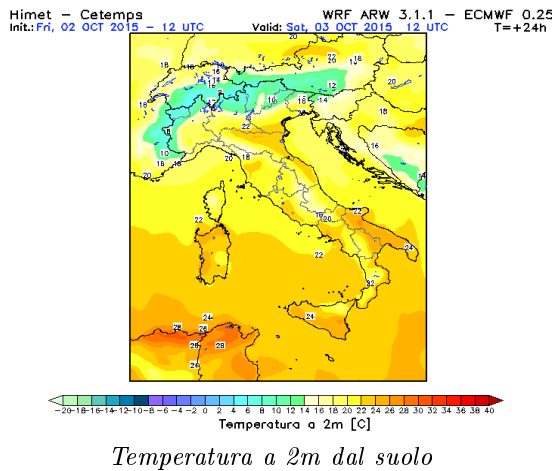 Himet – Cetemps WRF ARW 3.1.1 – ECMWF 0.25
Init.: Fri, 02 OCT 2015 – 12 UTC Valid: Sat, 03 OCT 2015 12 UTC T=+24h
-20-18-16-14-12-10-8 -6 -4 -2 0 2 4 6 8 10 12 14 16 18 20 22 24 26 28 30 32 34 36 38 40
Temperatura a 2m [C]
Temperatura a 2m dal suolo